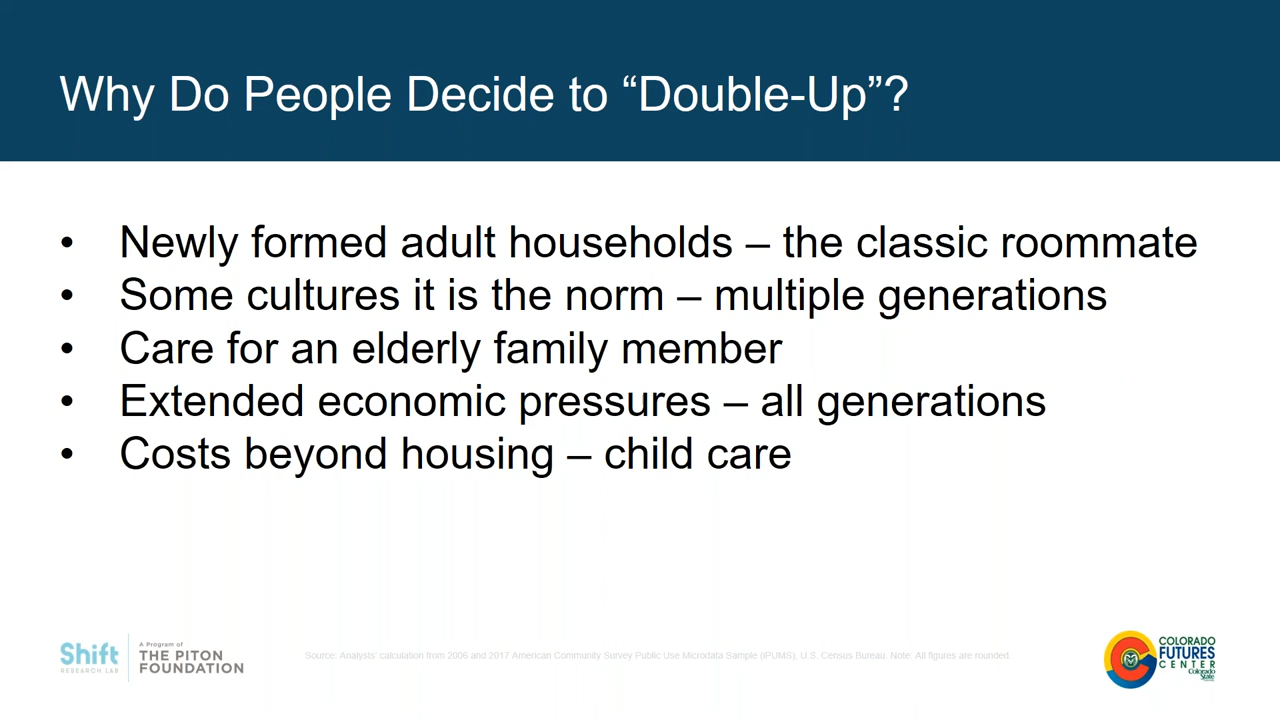 Why Do People Decide to “Double-Up”?
• Newly formed adult households – the classic roommate
• Some cultures it is the norm – multiple generations
• Care for an elderly family member
• Extended economic pressures – all generations
• Costs beyond housing – child care
Shift
RESEARCH LAB
A Program of
THE PITON
FOUNDATION
Source: Analysts' calculation from 2006 and 2017 American Community Survey Public Use Microdata Sample (IPUMS), U.S. Census Bureau. Note: All figures are rounded.
COLORADO
FUTURES
CENTER
Colorado State